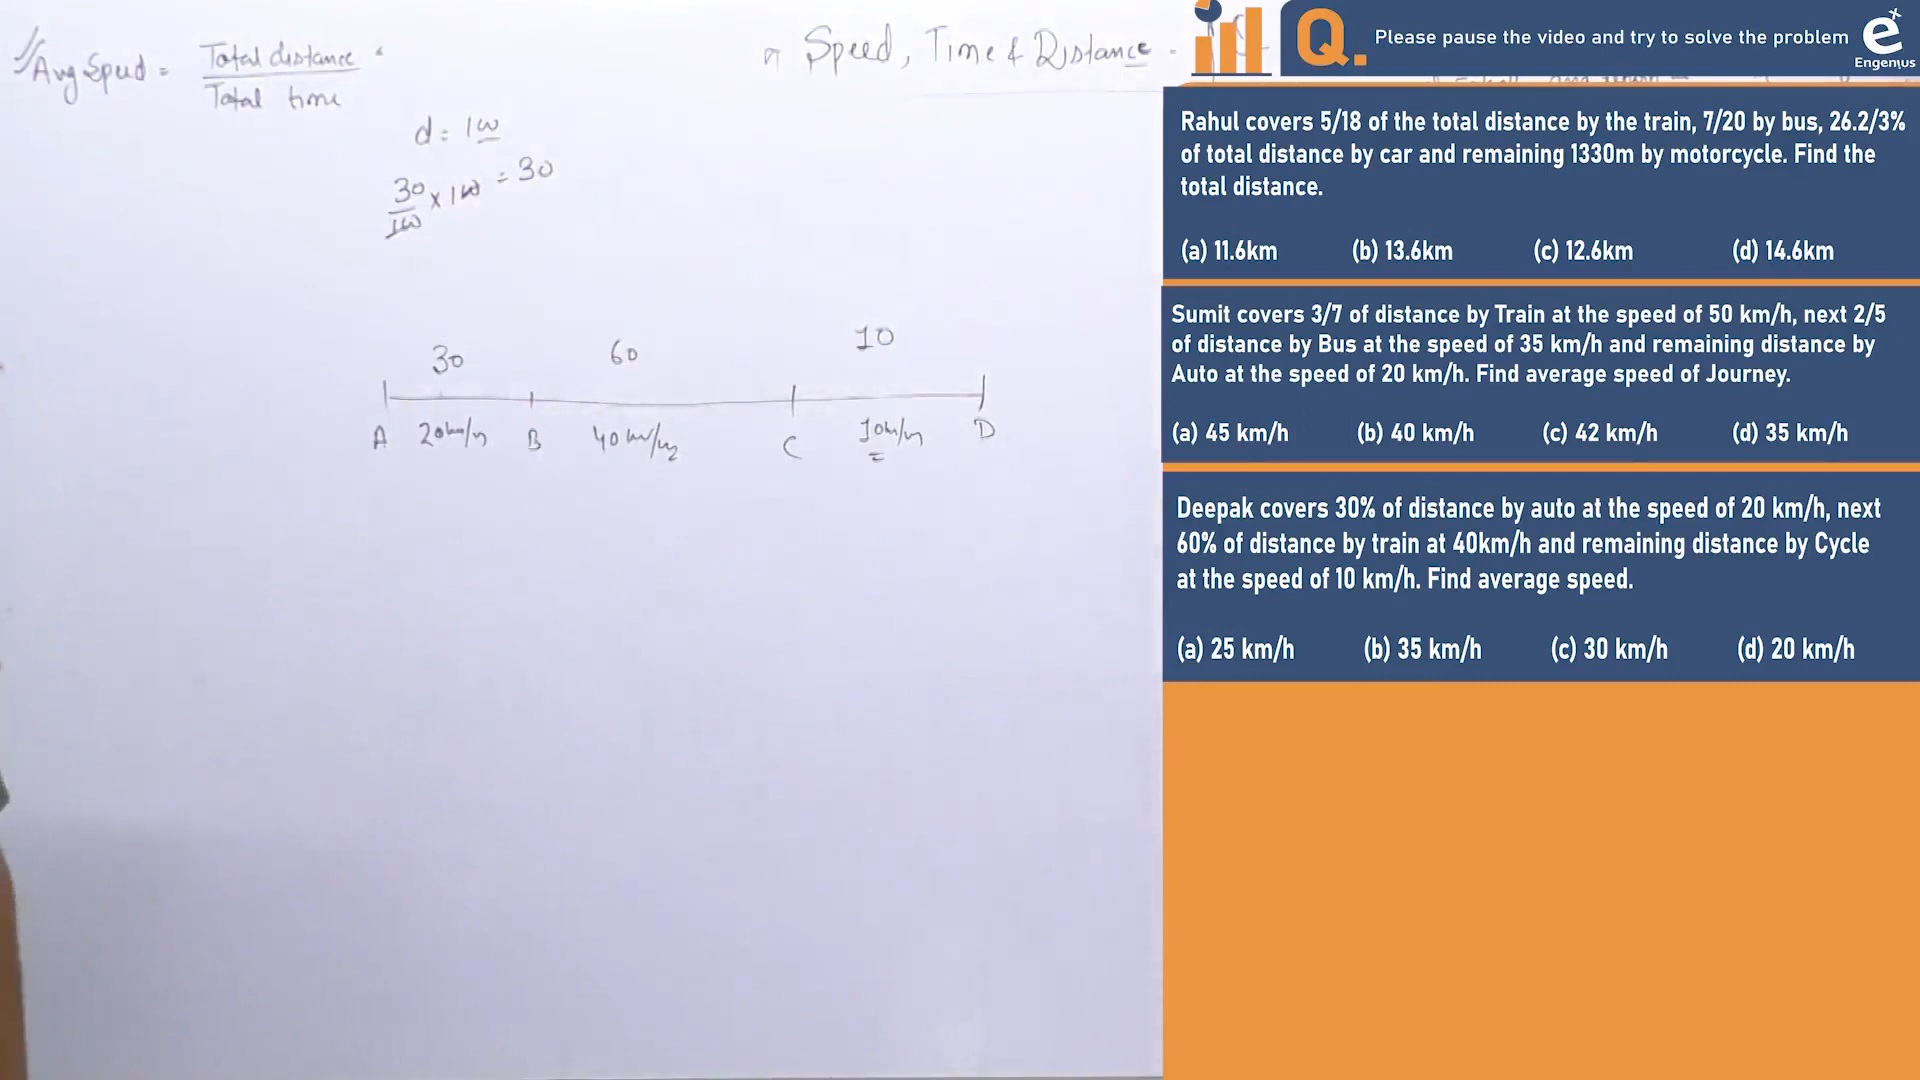 Avg Speed = Total distance
Total time
d = 100
30/100 x 100 = 30
Speed, Time & Distance
30 60 10
A 20km/h B 40km/h C 10km/h D
Q. Please pause the video and try to solve the problem
ex
Engenius
Rahul covers 5/18 of the total distance by the train, 7/20 by bus, 26.2/3%
of total distance by car and remaining 1330m by motorcycle. Find the
total distance.
(a) 11.6km (b) 13.6km (c) 12.6km (d) 14.6km
Sumit covers 3/7 of distance by Train at the speed of 50 km/h, next 2/5
of distance by Bus at the speed of 35 km/h and remaining distance by
Auto at the speed of 20 km/h. Find average speed of Journey.
(a) 45 km/h (b) 40 km/h (c) 42 km/h (d) 35 km/h
Deepak covers 30% of distance by auto at the speed of 20 km/h, next
60% of distance by train at 40km/h and remaining distance by Cycle
at the speed of 10 km/h. Find average speed.
(a) 25 km/h (b) 35 km/h (c) 30 km/h (d) 20 km/h